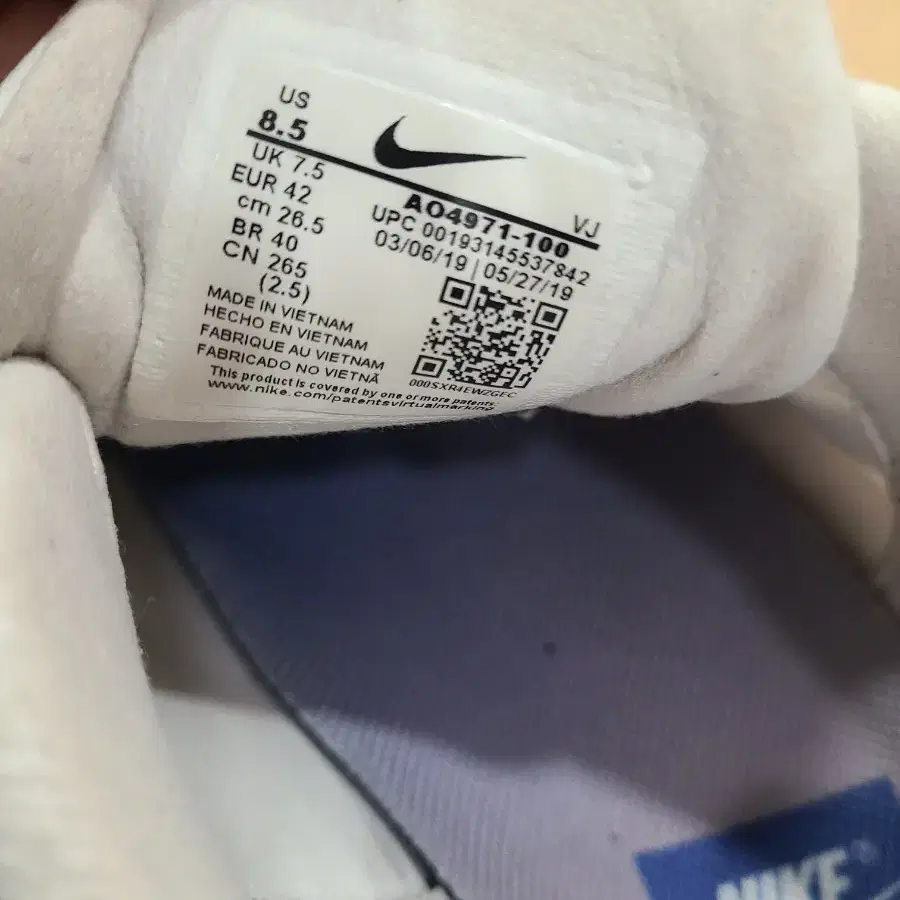 US
8.5
UK 7.5
EUR 42
cm 26.5
BR 40
CN 265
(2.5)
AO4971-100 VJ
UPC 00193145537842
03/06/19 | 05/27/19
000SXR4EWZGEC
MADE IN VIETNAM
HECHO EN VIETNAM
FABRIQUE AU VIETNAM
FABRICADO NO VIETNÃ
This product is covered by one or more patents:
www.nike.com/patentsvirtualmarking
NIKE